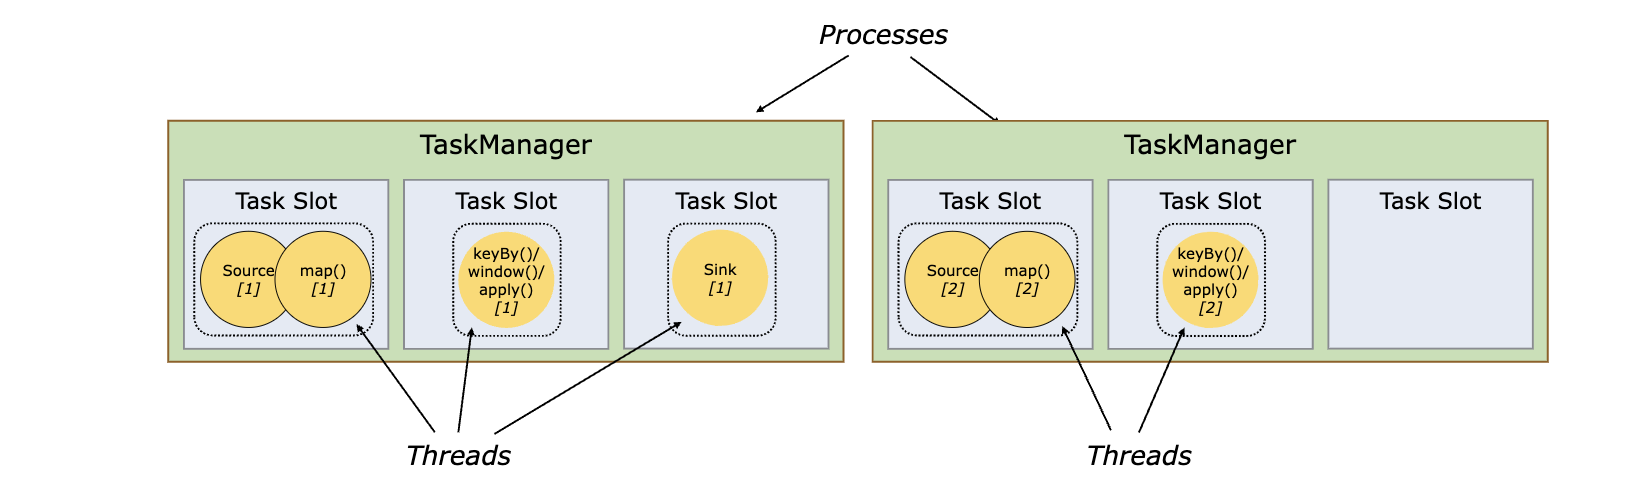 Processes
TaskManager
Task Slot
Source
[1]
map()
[1]
Task Slot
keyBy()/
window()/
apply()
[1]
Task Slot
Sink
[1]
TaskManager
Task Slot
Source
[2]
map()
[2]
Task Slot
keyBy()/
window()/
apply()
[2]
Task Slot
Threads
Threads